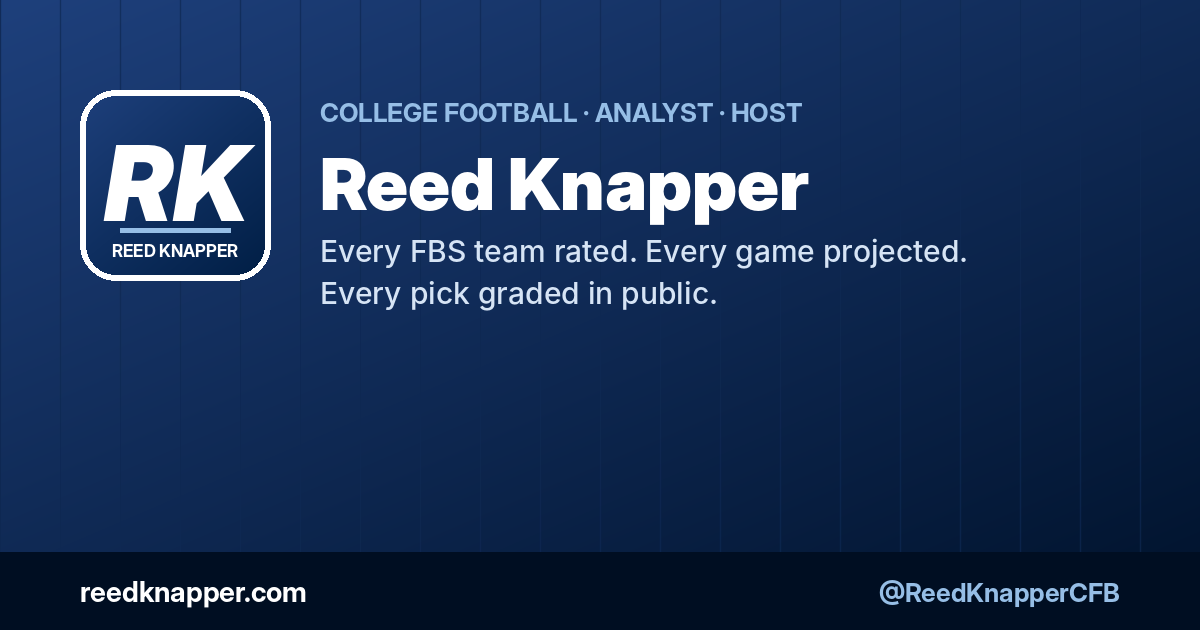 RK
REED KNAPPER
COLLEGE FOOTBALL · ANALYST · HOST
Reed Knapper
Every FBS team rated. Every game projected.
Every pick graded in public.
reedknapper.com
@ReedKnapperCFB